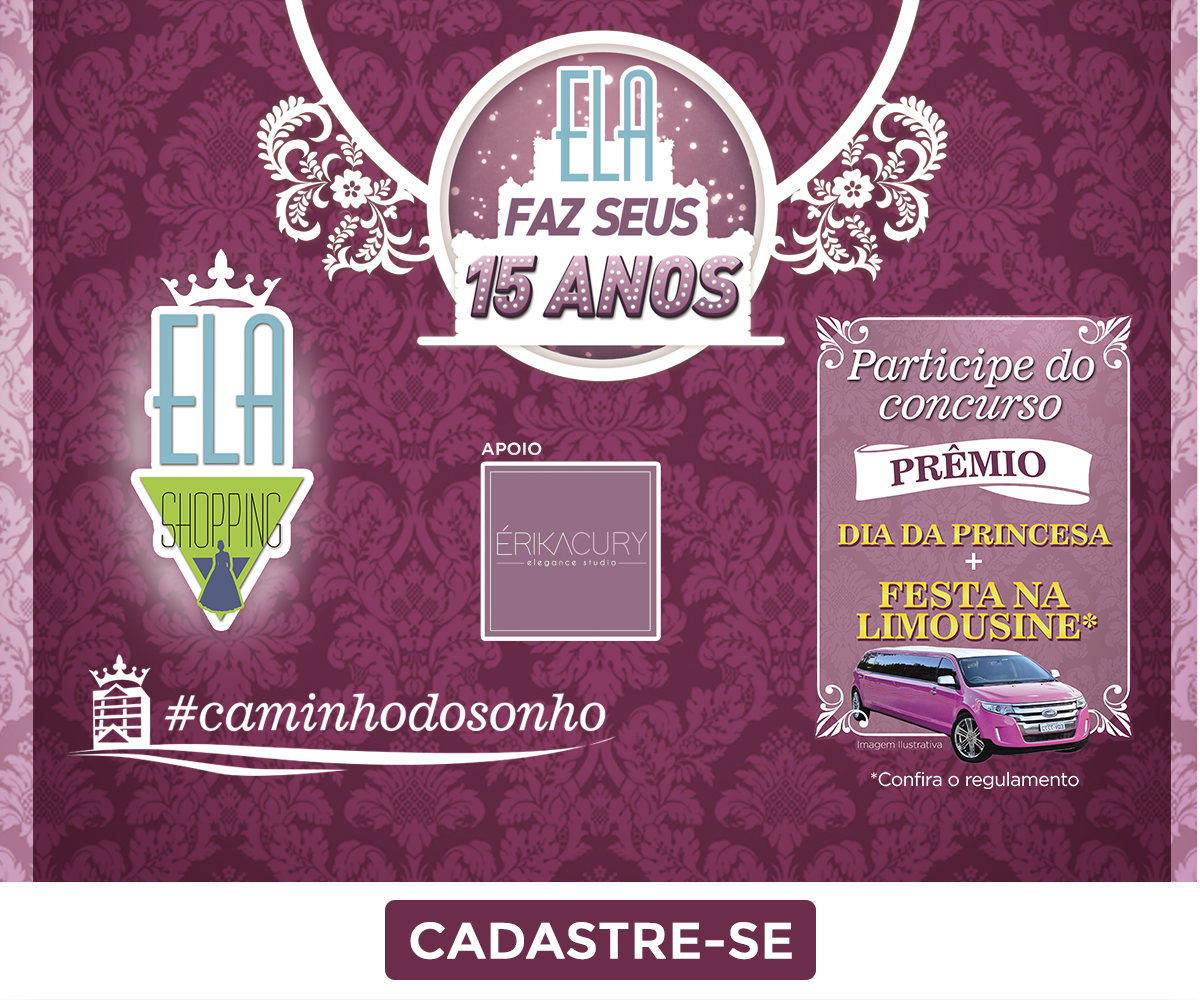 ELA
FAZ SEUS
15 ANOS
ELA
SHOPPING
APOIO
ÉRIKACURY
elegance studio
#caminhodosonho
Participe do
concurso
PRÊMIO
DIA DA PRINCESA
+
FESTA NA
LIMOUSINE*
Imagem Ilustrativa
*Confira o regulamento
CADASTRE-SE